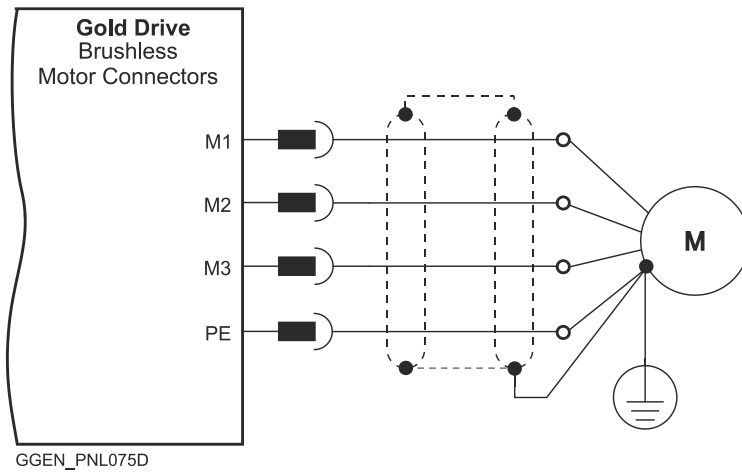 Gold Drive
Brushless
Motor Connectors
M1
M2
M3
PE
M
GGEN_PNL075D